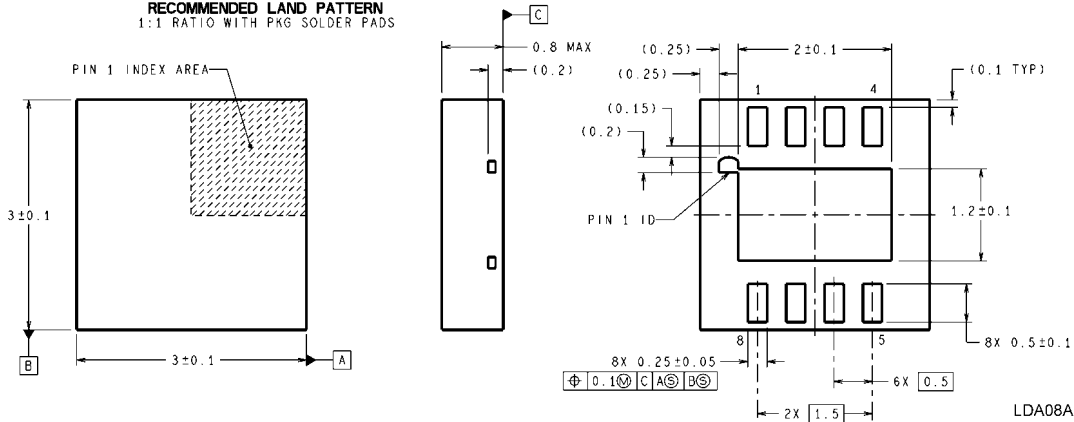 RECOMMENDED LAND PATTERN
1:1 RATIO WITH PKG SOLDER PADS
C
0.8 MAX
(0.2)
PIN 1 INDEX AREA
3±0.1
B
3±0.1
A
(0.25)
2±0.1
(0.25)
(0.1 TYP)
1
4
(0.15)
(0.2)
PIN 1 ID
1.2±0.1
8
5
8X 0.5±0.1
8X 0.25±0.05
⌖ 0.1Ⓜ C AⓈ BⓈ
6X 0.5
2X 1.5
LDA08A